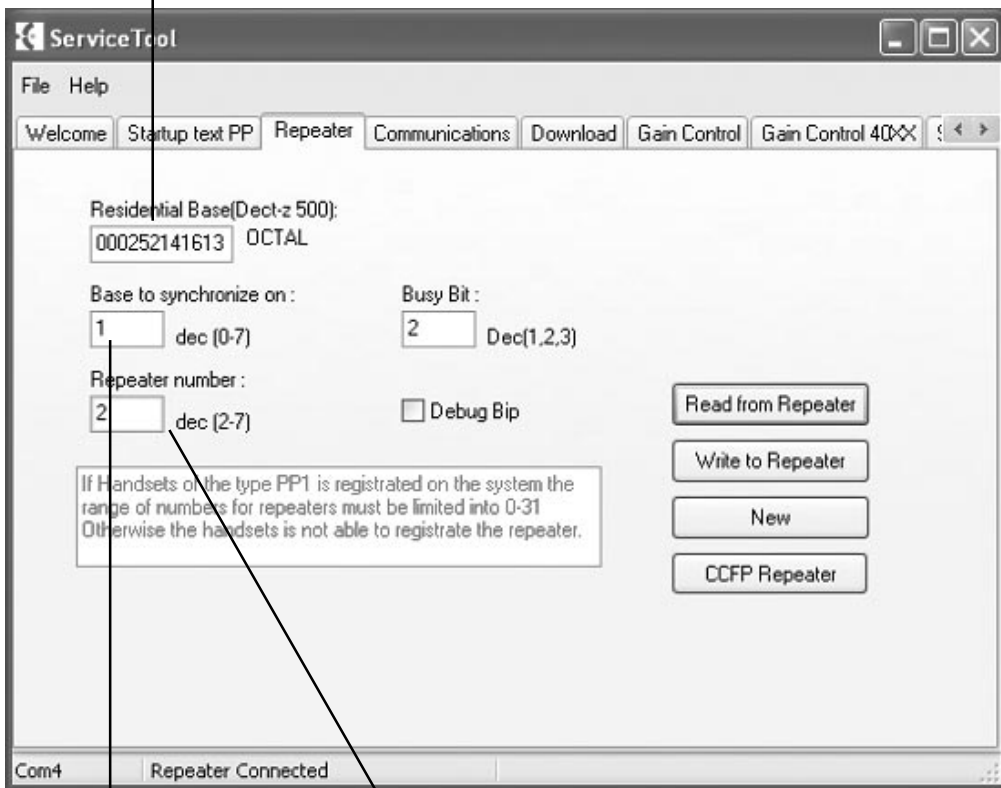 ServiceTool
File Help
Welcome Startup text PP Repeater Communications Download Gain Control Gain Control 40XX
Residential Base(Dect-z 500):
000252141613 OCTAL
Base to synchronize on : Busy Bit :
1 dec (0-7) 2 Dec(1,2,3)
Repeater number :
2 dec (2-7) Debug Bip
Read from Repeater
Write to Repeater
If Handsets of the type PP1 is registrated on the system the
range of numbers for repeaters must be limited into 0-31
Otherwise the handsets is not able to registrate the repeater.
New
CCFP Repeater
Com4 Repeater Connected